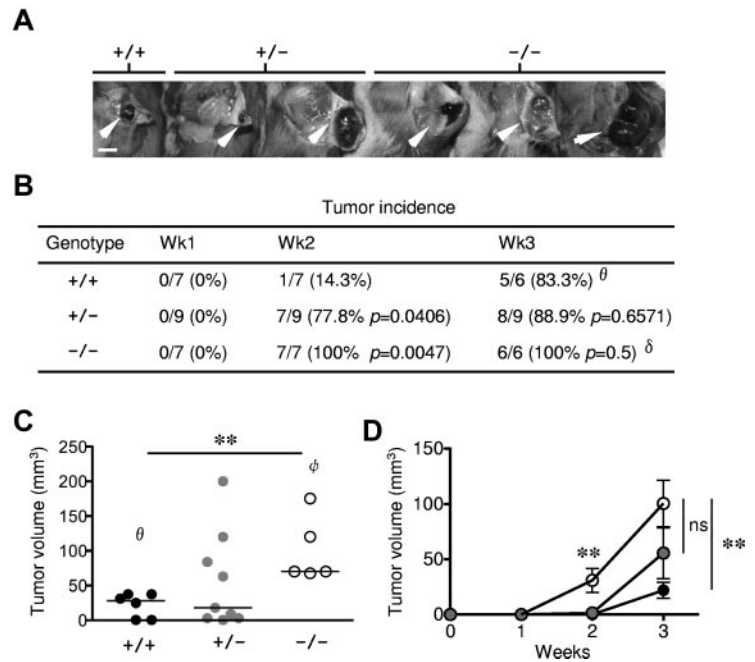 A
+/+ +/− −/−
B
Tumor incidence
Genotype Wk1 Wk2 Wk3
+/+ 0/7 (0%) 1/7 (14.3%) 5/6 (83.3%) θ
+/− 0/9 (0%) 7/9 (77.8% p=0.0406) 8/9 (88.9% p=0.6571)
−/− 0/7 (0%) 7/7 (100% p=0.0047) 6/6 (100% p=0.5) δ
C
Tumor volume (mm³)
250
200
150
100
50
0
**
θ
ϕ
+/+ +/− −/−
D
Tumor volume (mm³)
150
100
50
0
**
ns
**
0 1 2 3
Weeks